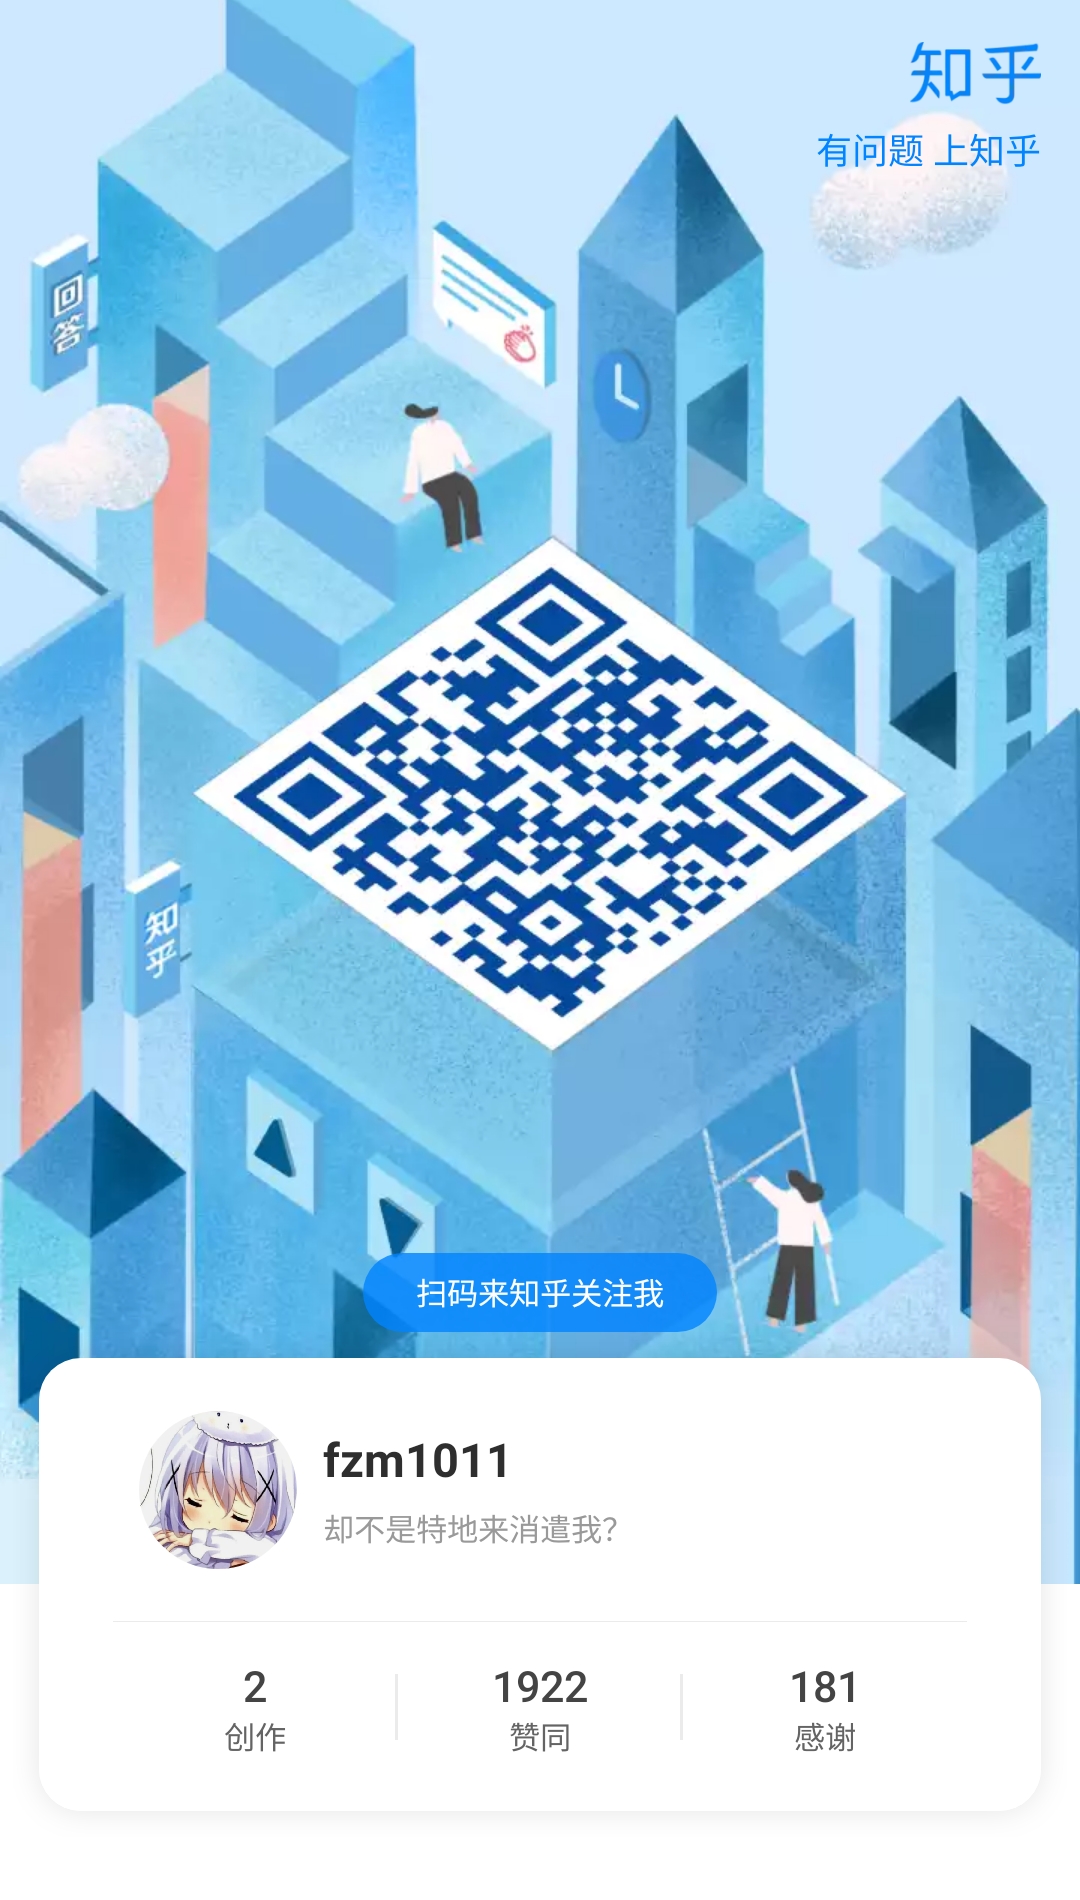 知乎
有问题 上知乎
回答
知乎
扫码来知乎关注我
fzm1011
却不是特地来消遣我?
2
创作
1922
赞同
181
感谢